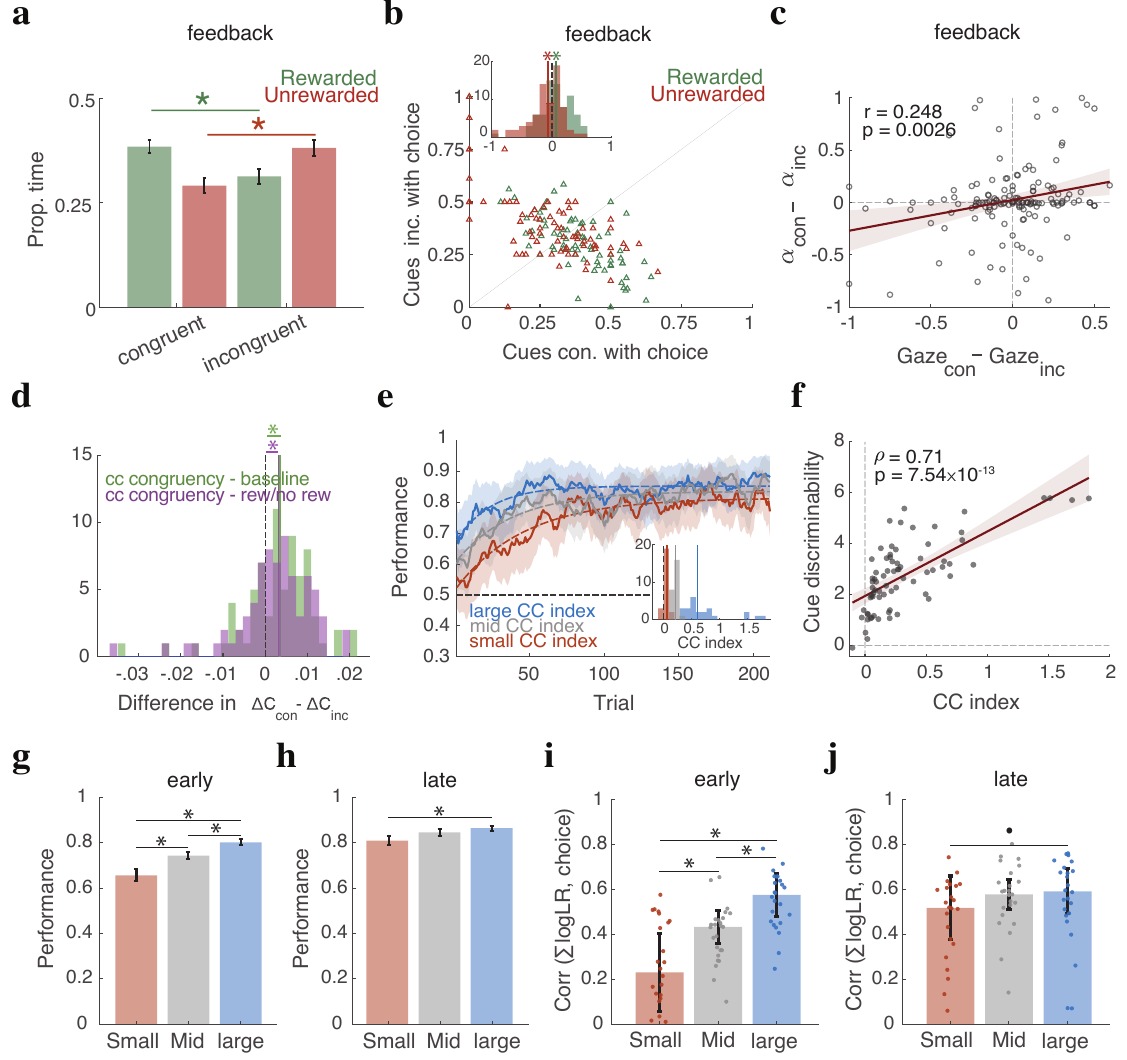 a
feedback
Rewarded
Unrewarded
*
*
Prop. time
0.5
0.25
0
congruent
incongruent
b
feedback
Rewarded
Unrewarded
* *
20
10
0
-1 0 1
Cues inc. with choice
1
0.75
0.5
0.25
0
0 0.25 0.5 0.75 1
Cues con. with choice
c
feedback
r = 0.248
p = 0.0026
αcon − αinc
1
0.5
0
-0.5
-1
-1 -0.5 0 0.5
Gazecon − Gazeinc
d
*
*
cc congruency - baseline
cc congruency - rew/no rew
15
10
5
0
-.03 -.02 -.01 0 .01 .02
Difference in ΔCcon - ΔCinc
e
Performance
1
0.9
0.8
0.7
0.6
0.5
0.4
0.3
large CC index
mid CC index
small CC index
20
10
0
0 0.5 1 1.5
CC index
1 50 100 150 200
Trial
f
ρ = 0.71
p = 7.54×10-13
Cue discriminability
8
6
4
2
0
0 0.5 1 1.5 2
CC index
g
early
*
* *
Performance
1
0.8
0.6
0.4
0.2
0
Small Mid large
h
late
*
Performance
1
0.8
0.6
0.4
0.2
0
Small Mid large
i
early
*
* *
Corr (ΣlogLR, choice)
1
0.8
0.6
0.4
0.2
0
Small Mid large
j
late
Corr (ΣlogLR, choice)
1
0.8
0.6
0.4
0.2
0
Small Mid large